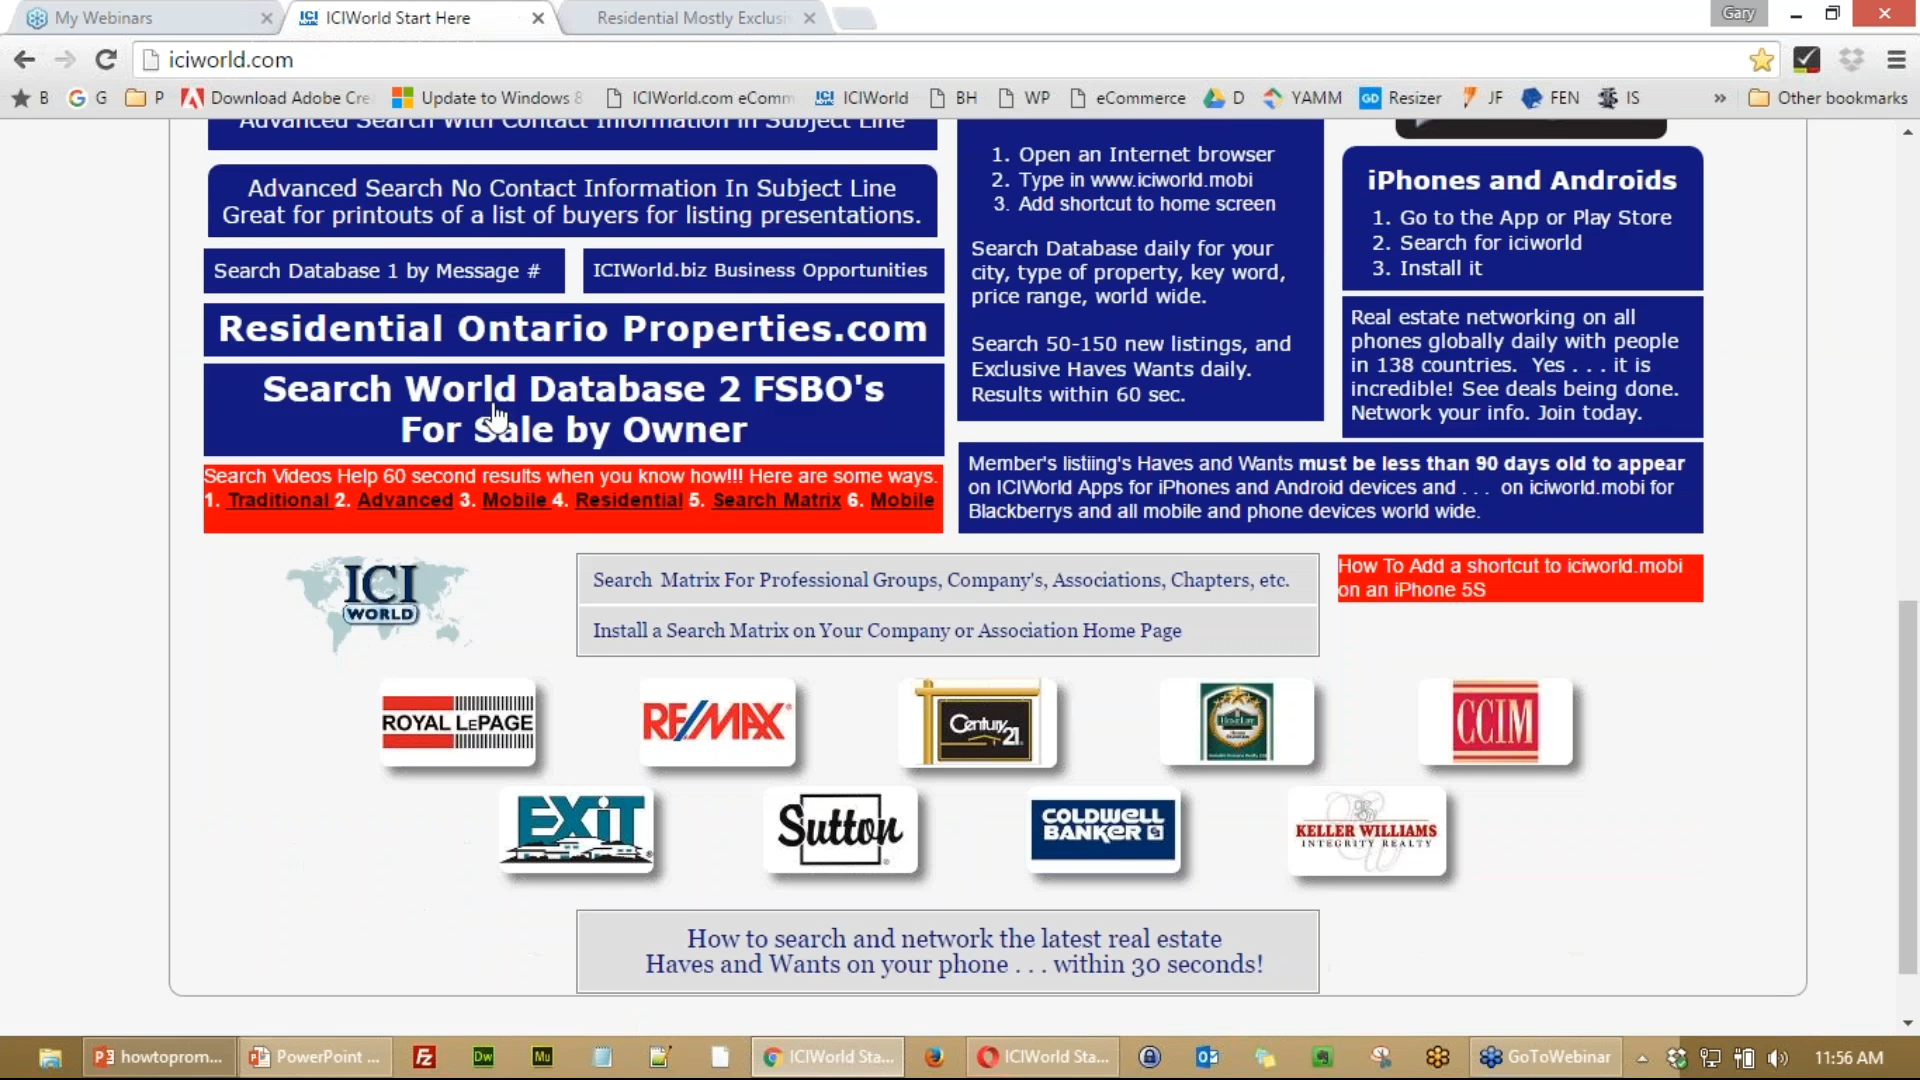 My Webinars
ICIWorld Start Here
Residential Mostly Exclusi
Gary
iciworld.com
B
G
P
Download Adobe Cre
Update to Windows 8
ICIWorld.com eComm
ICIWorld
BH
WP
eCommerce
D
YAMM
GD Resizer
JF
FEN
IS
»
Other bookmarks
Advanced Search With Contact Information In Subject Line
Advanced Search No Contact Information In Subject Line
Great for printouts of a list of buyers for listing presentations.
Search Database 1 by Message #
ICIWorld.biz Business Opportunities
Residential Ontario Properties.com
Search World Database 2 FSBO's
For Sale by Owner
Search Videos Help 60 second results when you know how!!! Here are some ways.
1. Traditional 2. Advanced 3. Mobile 4. Residential 5. Search Matrix 6. Mobile
1. Open an Internet browser
2. Type in www.iciworld.mobi
3. Add shortcut to home screen
Search Database daily for your
city, type of property, key word,
price range, world wide.
Search 50-150 new listings, and
Exclusive Haves Wants daily.
Results within 60 sec.
iPhones and Androids
1. Go to the App or Play Store
2. Search for iciworld
3. Install it
Real estate networking on all
phones globally daily with people
in 138 countries. Yes . . . it is
incredible! See deals being done.
Network your info. Join today.
Member's listiing's Haves and Wants must be less than 90 days old to appear
on ICIWorld Apps for iPhones and Android devices and . . . on iciworld.mobi for
Blackberrys and all mobile and phone devices world wide.
ICI
WORLD
Search Matrix For Professional Groups, Company's, Associations, Chapters, etc.
Install a Search Matrix on Your Company or Association Home Page
How To Add a shortcut to iciworld.mobi
on an iPhone 5S
ROYAL LEPAGE
RE/MAX
Century 21
HomeLife
CCIM
EXIT
Sutton
COLDWELL
BANKER
KELLER WILLIAMS
INTEGRITY REALTY
How to search and network the latest real estate
Haves and Wants on your phone . . . within 30 seconds!
howtoprom...
PowerPoint ...
Fz
Dw
Mu
ICIWorld Sta...
ICIWorld Sta...
GoToWebinar
11:56 AM